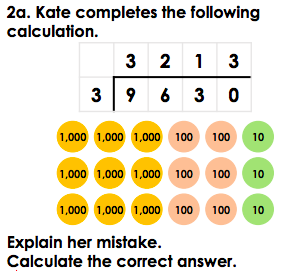 2a. Kate completes the following
calculation.
3 2 1 3
3 9 6 3 0
1,000 1,000 1,000 100 100 10
1,000 1,000 1,000 100 100 10
1,000 1,000 1,000 100 100 10
Explain her mistake.
Calculate the correct answer.